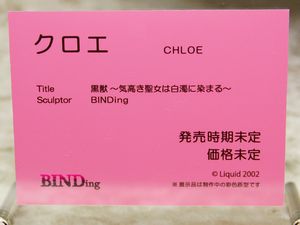 クロエ CHLOE
Title 黒獣 ～気高き聖女は白濁に染まる～
Sculptor BINDing
発売時期未定
価格未定
© Liquid 2002
BINDing
※ 展示品は制作中の彩色原型です